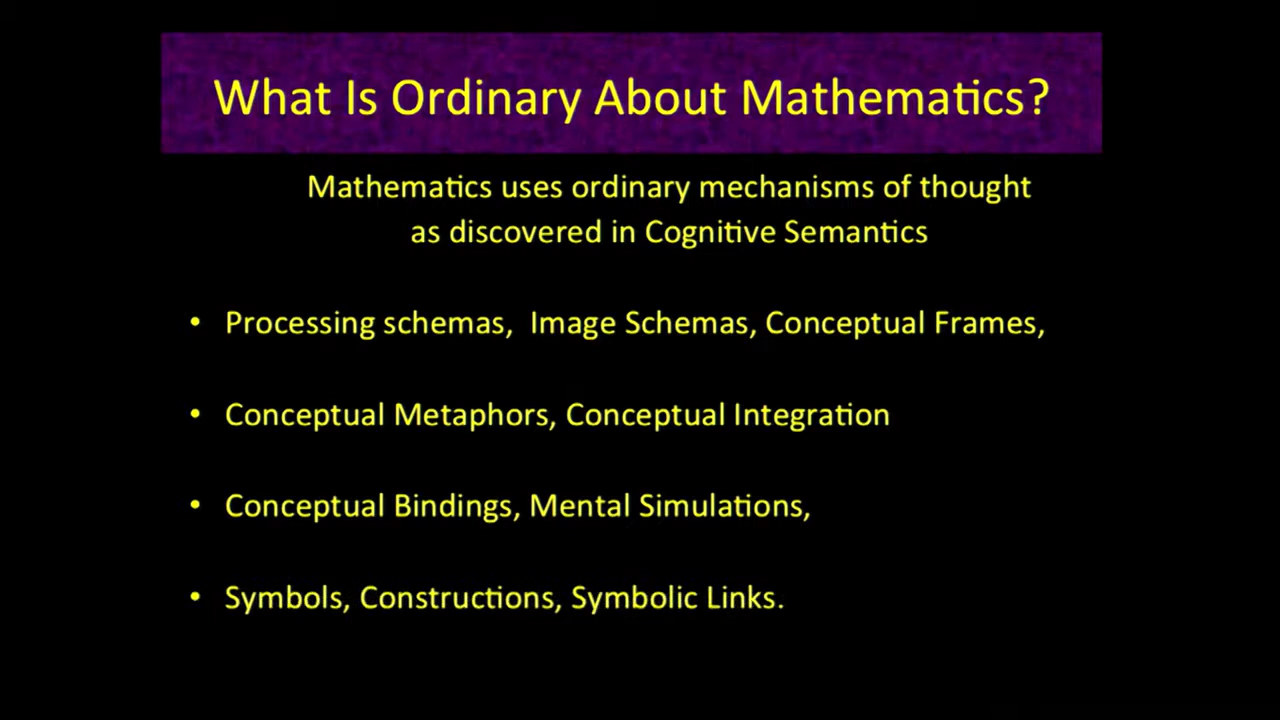 What Is Ordinary About Mathematics?
Mathematics uses ordinary mechanisms of thought
as discovered in Cognitive Semantics
• Processing schemas,  Image Schemas, Conceptual Frames,
• Conceptual Metaphors, Conceptual Integration
• Conceptual Bindings, Mental Simulations,
• Symbols, Constructions, Symbolic Links.